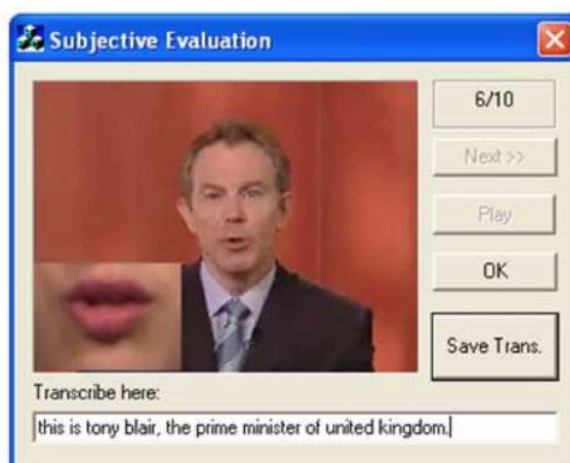 Subjective Evaluation
6/10
Next >>
Play
OK
Save Trans.
Transcribe here:
this is tony blair, the prime minister of united kingdom.